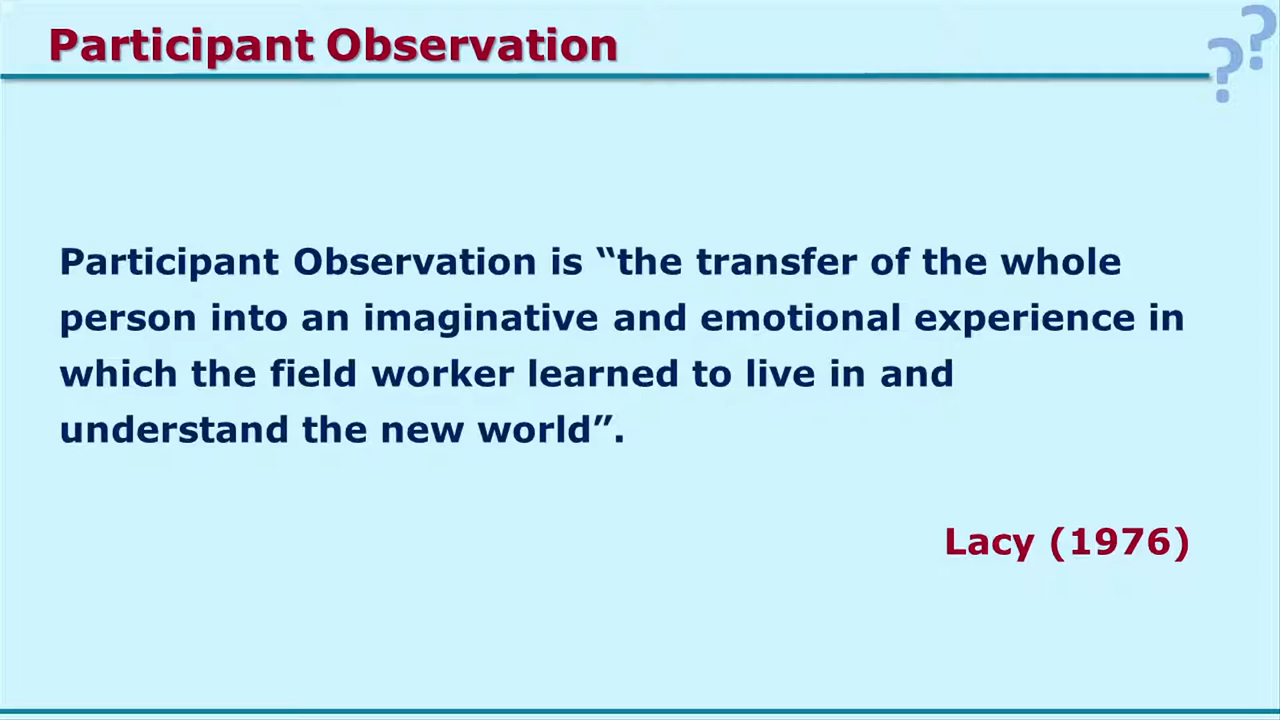 Participant Observation
??
Participant Observation is “the transfer of the whole
person into an imaginative and emotional experience in
which the field worker learned to live in and
understand the new world”.
Lacy (1976)